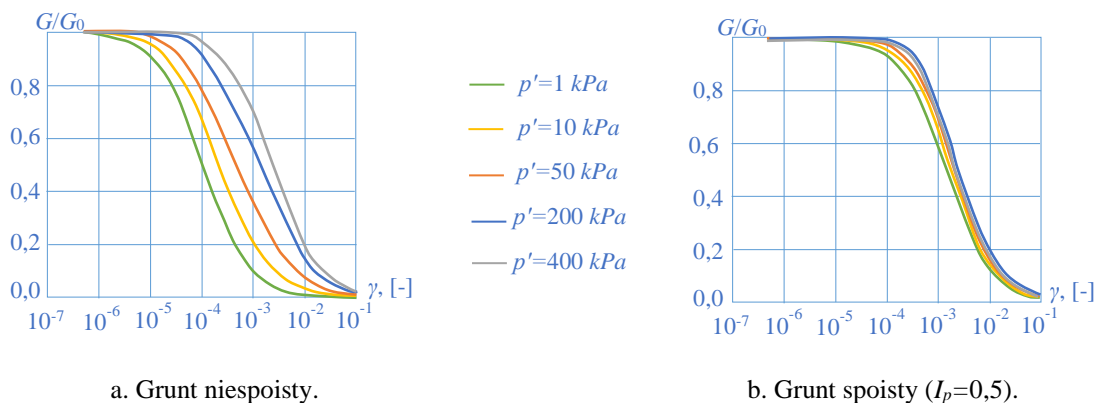 G/G₀
0,8
0,6
0,4
0,2
0,0
γ, [-]
10⁻⁷ 10⁻⁶ 10⁻⁵ 10⁻⁴ 10⁻³ 10⁻² 10⁻¹
a. Grunt niespoisty.
p'=1 kPa
p'=10 kPa
p'=50 kPa
p'=200 kPa
p'=400 kPa
G/G₀
0,8
0,6
0,4
0,2
0,0
γ, [-]
10⁻⁷ 10⁻⁶ 10⁻⁵ 10⁻⁴ 10⁻³ 10⁻² 10⁻¹
b. Grunt spoisty (Iₚ=0,5).